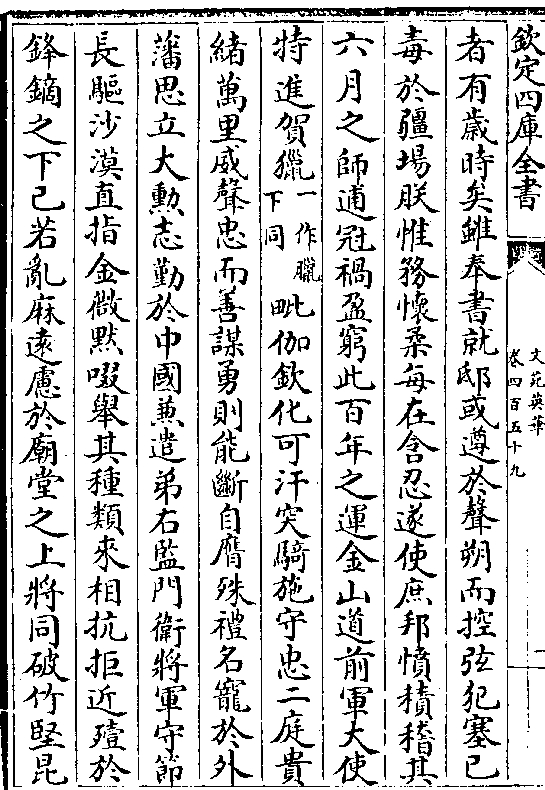 欽定四庫全書
文苑英華
卷四百五十九
者有歲時矣雖奉書就邸或遵於聲朔而控弦犯塞已
毒於疆場朕惟務懷柔每在含忍遂使庶邦憤積稽其
六月之師逋冦禍盈窮此百年之運金山道前軍大使
特進賀獵一作臘下同毗伽欽化可汗突騎施守忠二庭貴
緒萬里威聲忠而善謀勇則能斷自膺殊禮名寵於外
藩思立大勲志勤於中國兼遣弟右監門衛將軍守節
長驅沙漠直指金微黙啜舉其種類來相抗拒近殪於
鋒鏑之下已若亂麻遠慮於廟堂之上將同破竹堅昆